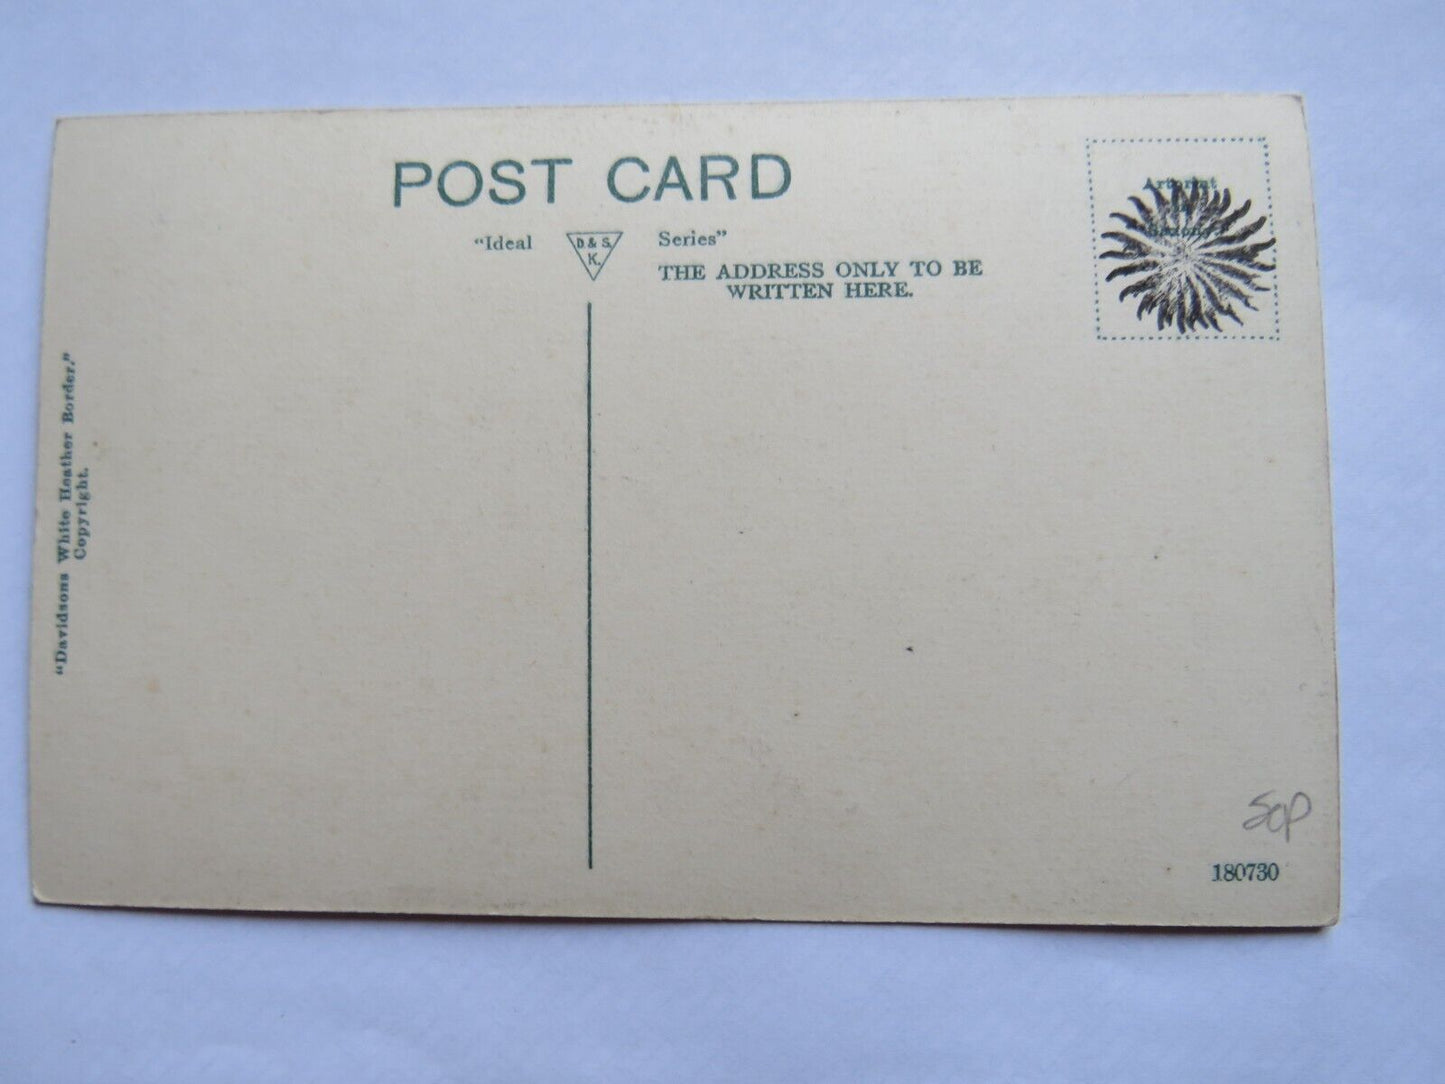 POST CARD
"Ideal D. & S. K. Series"
THE ADDRESS ONLY TO BE
WRITTEN HERE.
Artprint
Saxony
"Davidsons White Heather Border."
Copyright.
50p
180730